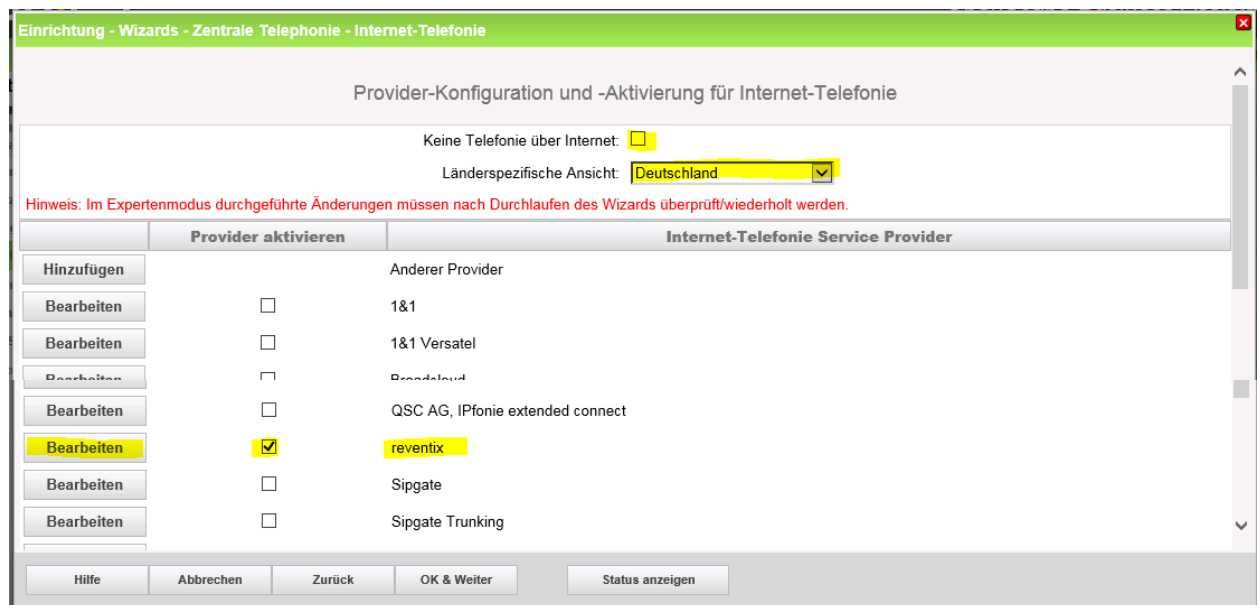 Einrichtung - Wizards - Zentrale Telephonie - Internet-Telefonie
Provider-Konfiguration und -Aktivierung für Internet-Telefonie
Keine Telefonie über Internet:
Länderspezifische Ansicht: Deutschland
Hinweis: Im Expertenmodus durchgeführte Änderungen müssen nach Durchlaufen des Wizards überprüft/wiederholt werden.
Provider aktivieren Internet-Telefonie Service Provider
Hinzufügen Anderer Provider
Bearbeiten 1&1
Bearbeiten 1&1 Versatel
Bearbeiten
Bearbeiten QSC AG, IPfonie extended connect
Bearbeiten reventix
Bearbeiten Sipgate
Bearbeiten Sipgate Trunking
Hilfe Abbrechen Zurück OK & Weiter Status anzeigen